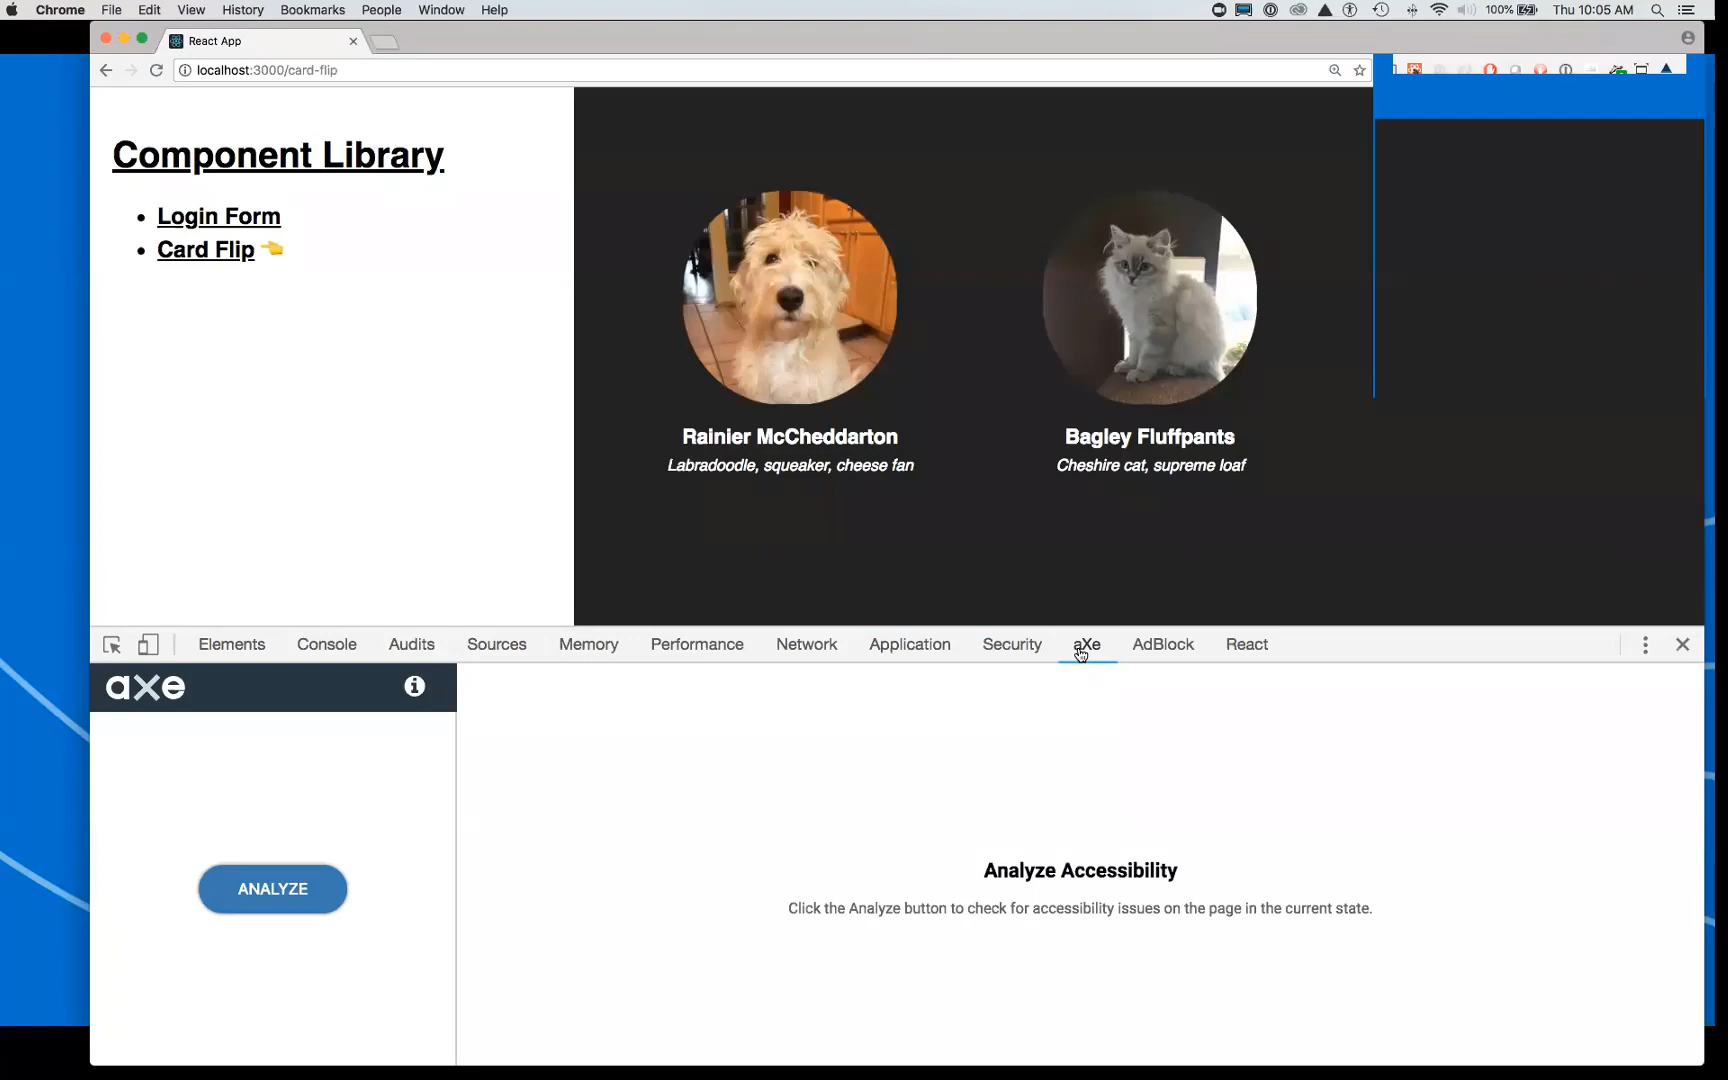 Chrome File Edit View History Bookmarks People Window Help 100% Thu 10:05 AM
React App
localhost:3000/card-flip
Component Library
• Login Form
• Card Flip
Rainier McCheddarton
Labradoodle, squeaker, cheese fan
Bagley Fluffpants
Cheshire cat, supreme loaf
Elements Console Audits Sources Memory Performance Network Application Security aXe AdBlock React
axe
ANALYZE
Analyze Accessibility
Click the Analyze button to check for accessibility issues on the page in the current state.